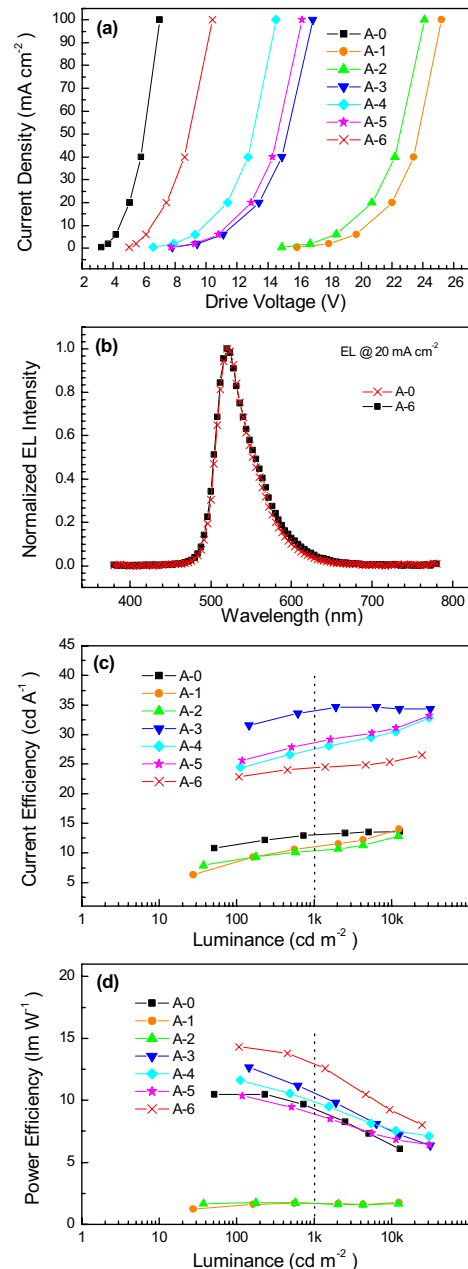 (a)
Current Density (mA cm-2)
100
90
80
70
60
50
40
30
20
10
0
A-0
A-1
A-2
A-3
A-4
A-5
A-6
2 4 6 8 10 12 14 16 18 20 22 24 26
Drive Voltage (V)
(b)
EL @ 20 mA cm-2
Normalized EL Intensity
1.0
0.8
0.6
0.4
0.2
0.0
A-0
A-6
400 500 600 700 800
Wavelength (nm)
(c)
Current Efficiency (cd A-1)
45
40
35
30
25
20
15
10
5
A-0
A-1
A-2
A-3
A-4
A-5
A-6
1 10 100 1k 10k
Luminance (cd m-2)
(d)
Power Efficiency (lm W-1)
20
15
10
5
0
A-0
A-1
A-2
A-3
A-4
A-5
A-6
1 10 100 1k 10k
Luminance (cd m-2)